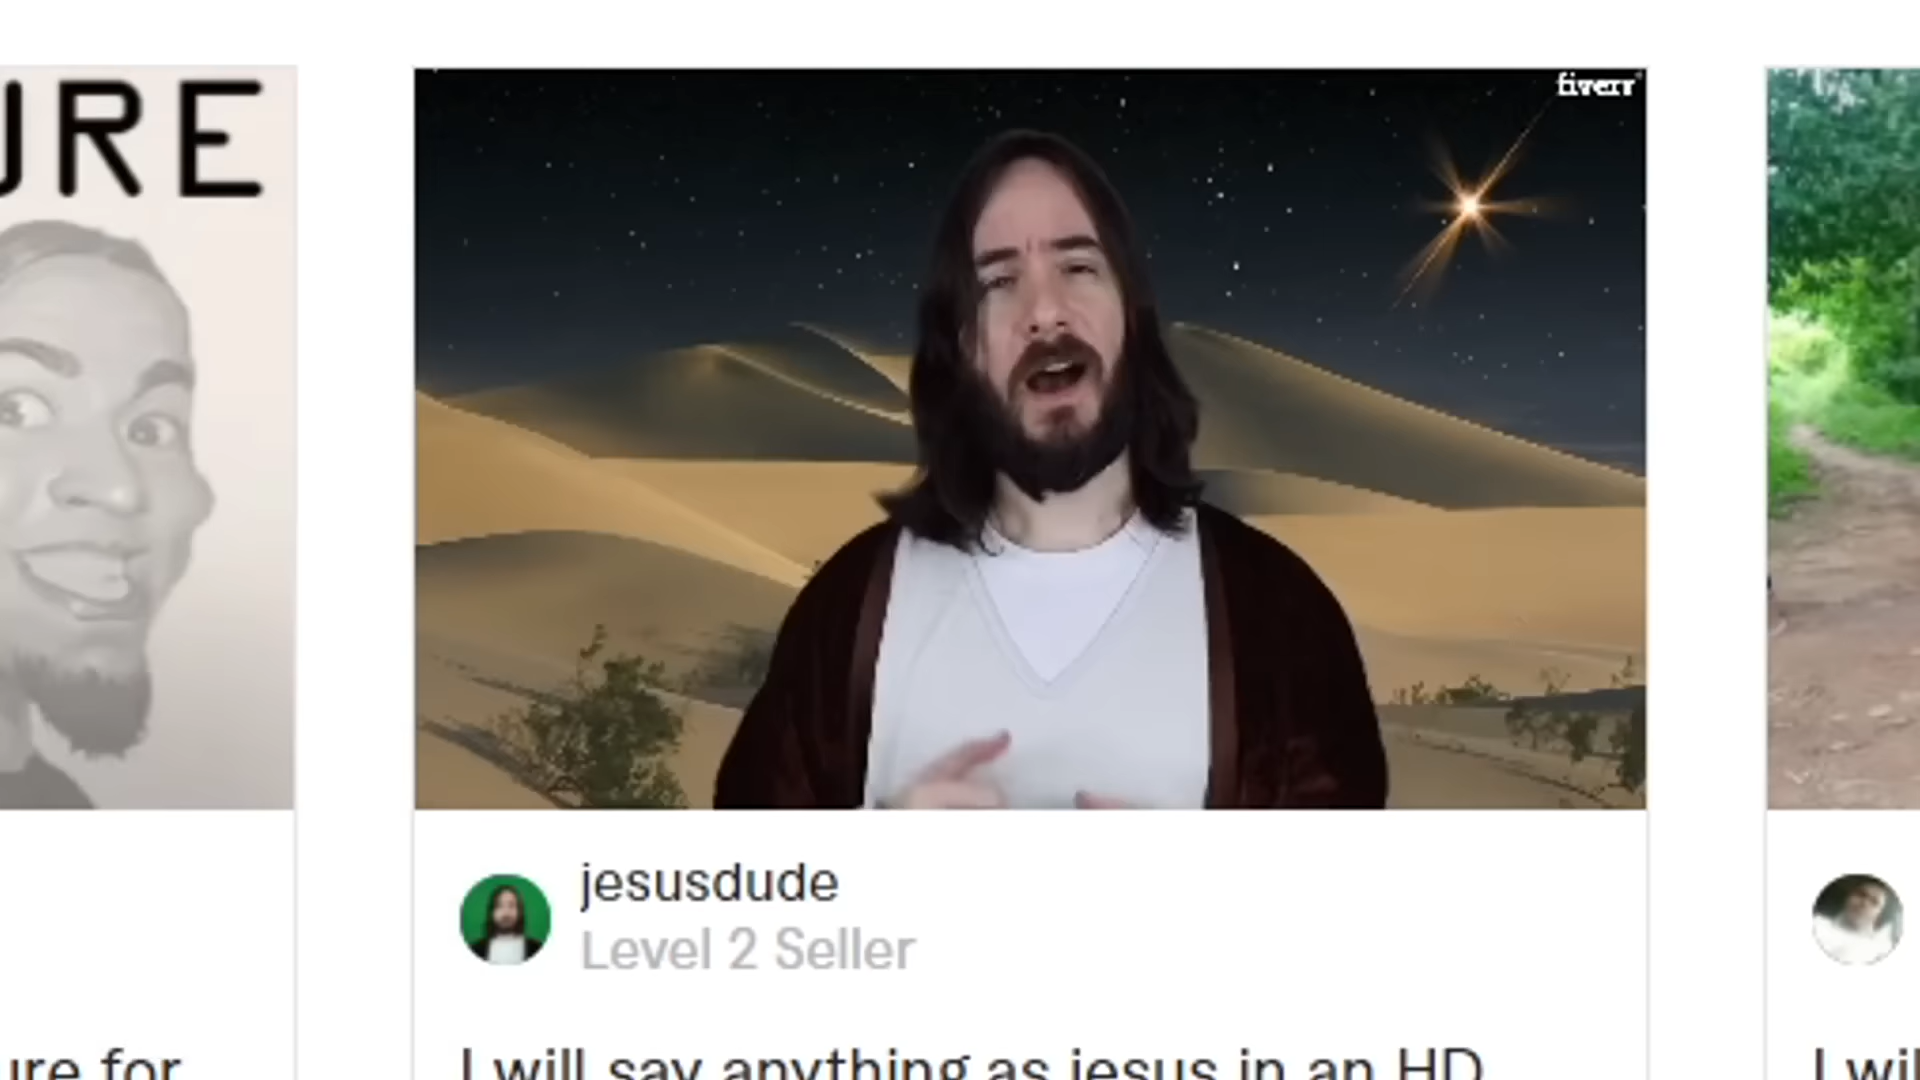 URE
fiverr
jesusdude
Level 2 Seller
ure for
I will say anything as jesus in an HD
I wil